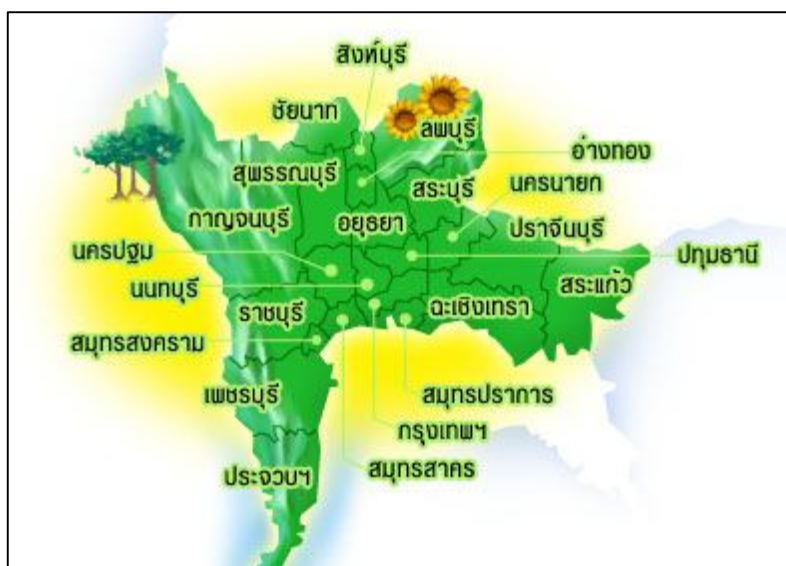 สิงห์บุรี
ชัยนาท
ลพบุรี
อ่างทอง
สุพรรณบุรี
สระบุรี
นครนายก
กาญจนบุรี
อยุธยา
ปราจีนบุรี
นครปฐม
ปทุมธานี
นนทบุรี
สระแก้ว
ราชบุรี
ฉะเชิงเทรา
สมุทรสงคราม
เพชรบุรี
สมุทรปราการ
กรุงเทพฯ
ประจวบฯ
สมุทรสาคร